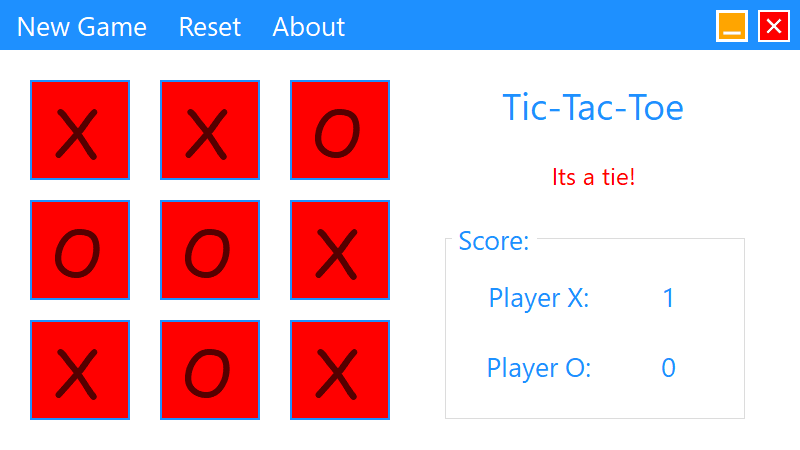 New Game Reset About
Tic-Tac-Toe
Its a tie!
X X O
O O X
X O X
Score:
Player X: 1
Player O: 0